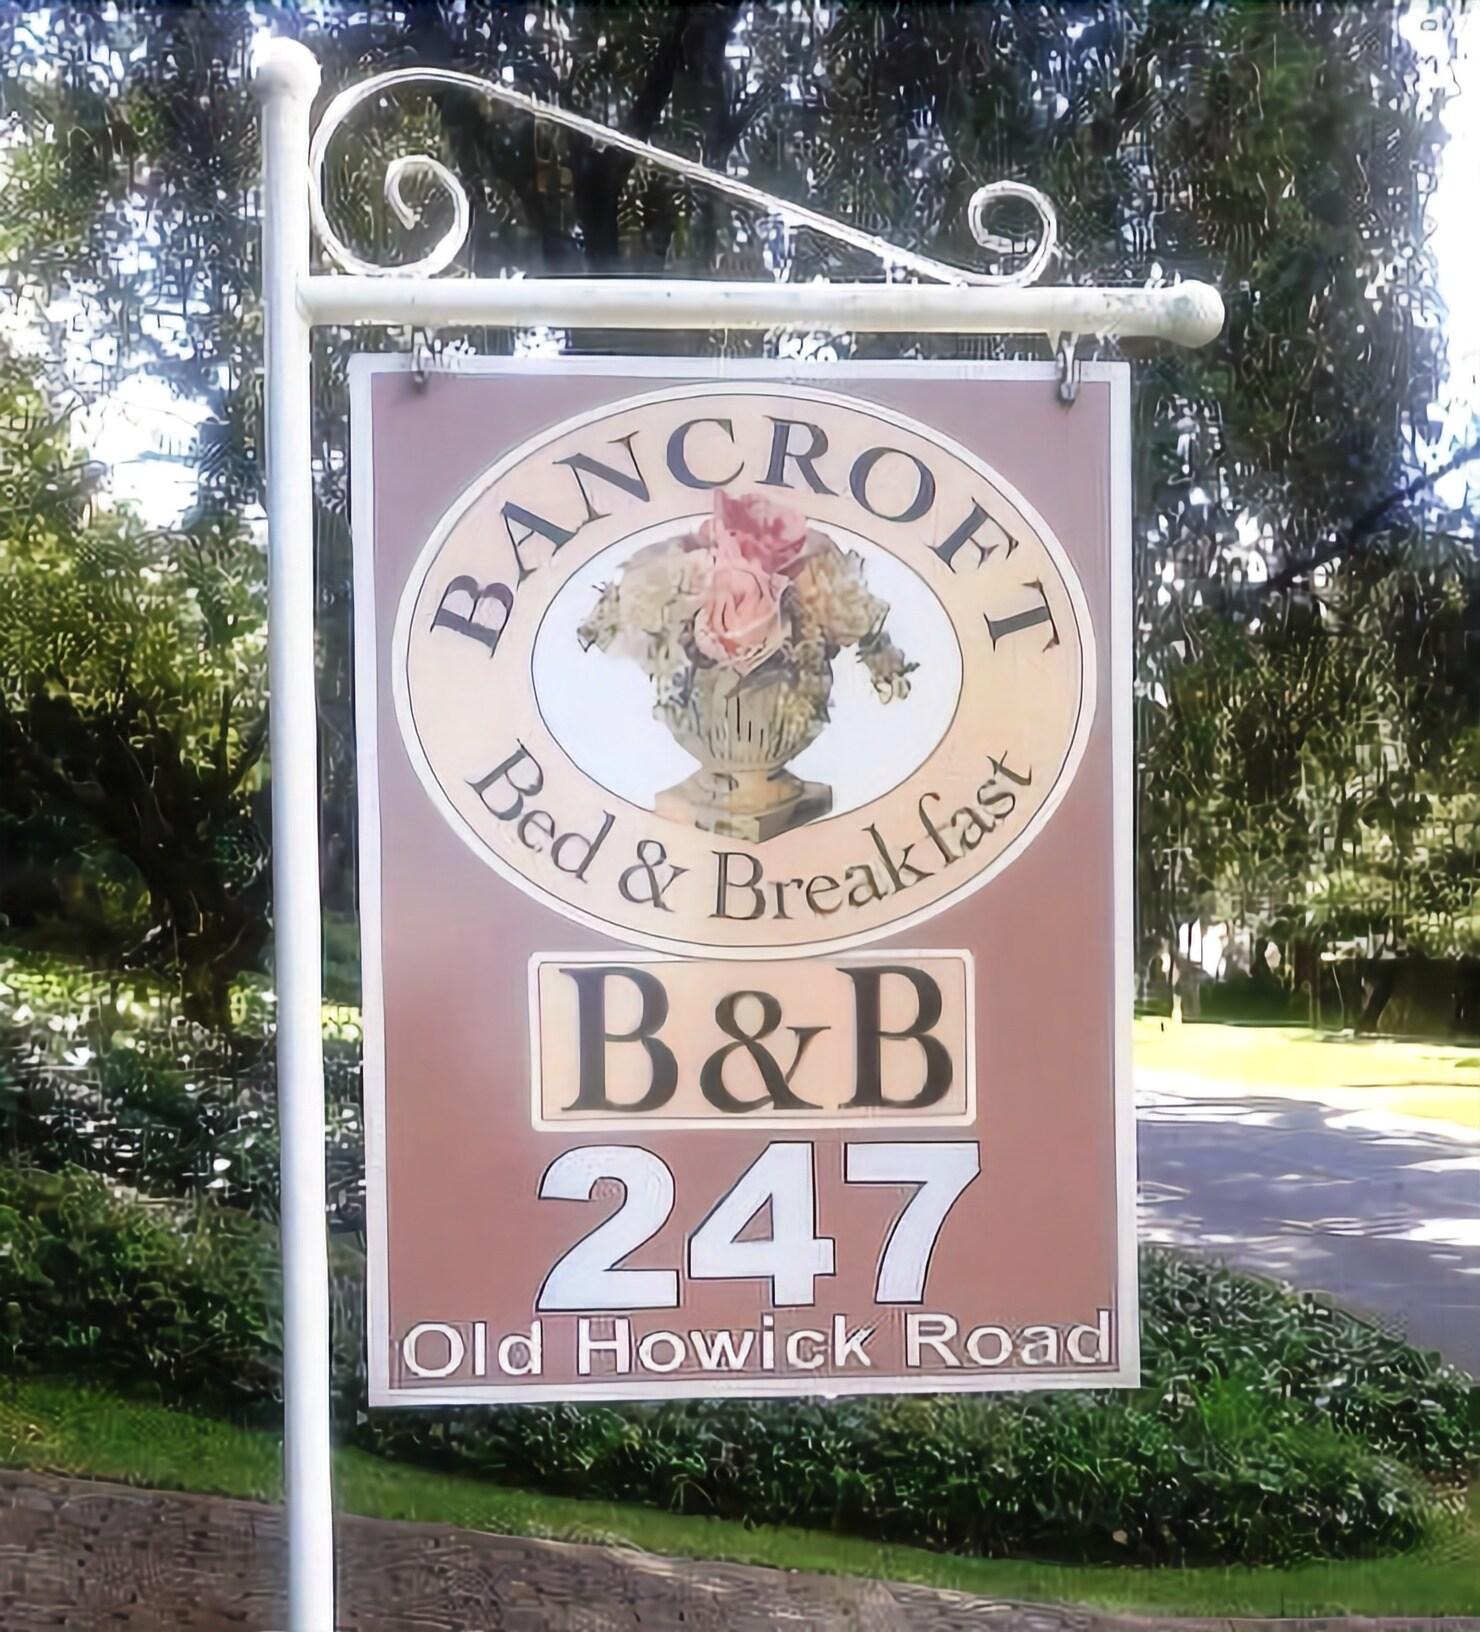 BANCROFT
Bed & Breakfast
B&B
247
Old Howick Road